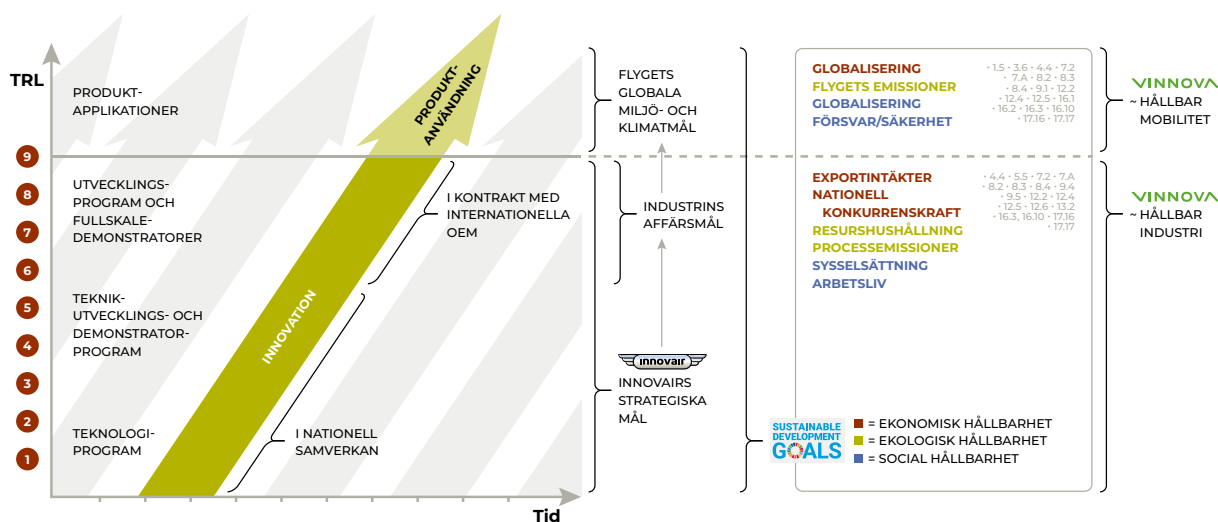 TRL
9
8
7
6
5
4
3
2
1
PRODUKT-
APPLIKATIONER
UTVECKLINGS-
PROGRAM OCH
FULLSKALE-
DEMONSTRATORER
TEKNIK-
UTVECKLINGS- OCH
DEMONSTRATOR-
PROGRAM
TEKNOLOGI-
PROGRAM
INNOVATION
PRODUKT-
ANVÄNDNING
I KONTRAKT MED
INTERNATIONELLA
OEM
I NATIONELL
SAMVERKAN
Tid
FLYGETS
GLOBALA
MILJÖ- OCH
KLIMATMÅL
INDUSTRINS
AFFÄRSMÅL
innovair
INNOVAIRS
STRATEGISKA
MÅL
GLOBALISERING
FLYGETS EMISSIONER
GLOBALISERING
FÖRSVAR/SÄKERHET
· 1.5 · 3.6 · 4.4 · 7.2
· 7.A · 8.2 · 8.3
· 8.4 · 9.1 · 12.2
· 12.4 · 12.5 · 16.1
· 16.2 · 16.3 · 16.10
· 17.16 · 17.17
EXPORTINTÄKTER
NATIONELL
KONKURRENSKRAFT
RESURSHUSHÅLLNING
PROCESSEMISSIONER
SYSSELSÄTTNING
ARBETSLIV
· 4.4 · 5.5 · 7.2 · 7.A
· 8.2 · 8.3 · 8.4 · 9.4
· 9.5 · 12.2 · 12.4
· 12.5 · 12.6 · 13.2
· 16.3, 16.10 · 17.16
· 17.17
SUSTAINABLE
DEVELOPMENT
GOALS
= EKONOMISK HÅLLBARHET
= EKOLOGISK HÅLLBARHET
= SOCIAL HÅLLBARHET
VINNOVA
~ HÅLLBAR
MOBILITET
VINNOVA
~ HÅLLBAR
INDUSTRI